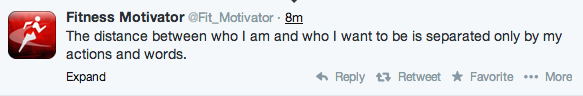 Fitness Motivator @Fit_Motivator · 8m
The distance between who I am and who I want to be is separated only by my
actions and words.
Expand Reply Retweet Favorite More